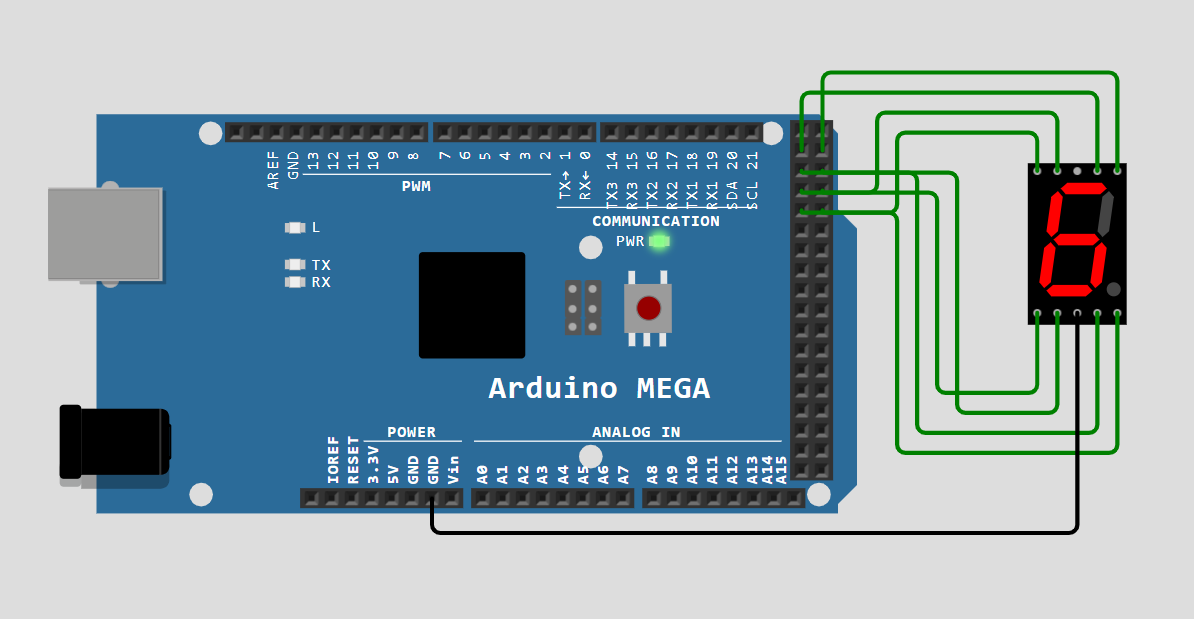 AREF GND 13 12 11 10 9 8 7 6 5 4 3 2 TX→ 1 RX← 0 TX3 14 RX3 15 TX2 16 RX2 17 TX1 18 RX1 19 SDA 20 SCL 21
PWM
COMMUNICATION
L
PWR
TX
RX
Arduino MEGA
POWER
ANALOG IN
IOREF RESET 3.3V 5V GND GND Vin A0 A1 A2 A3 A4 A5 A6 A7 A8 A9 A10 A11 A12 A13 A14 A15
6